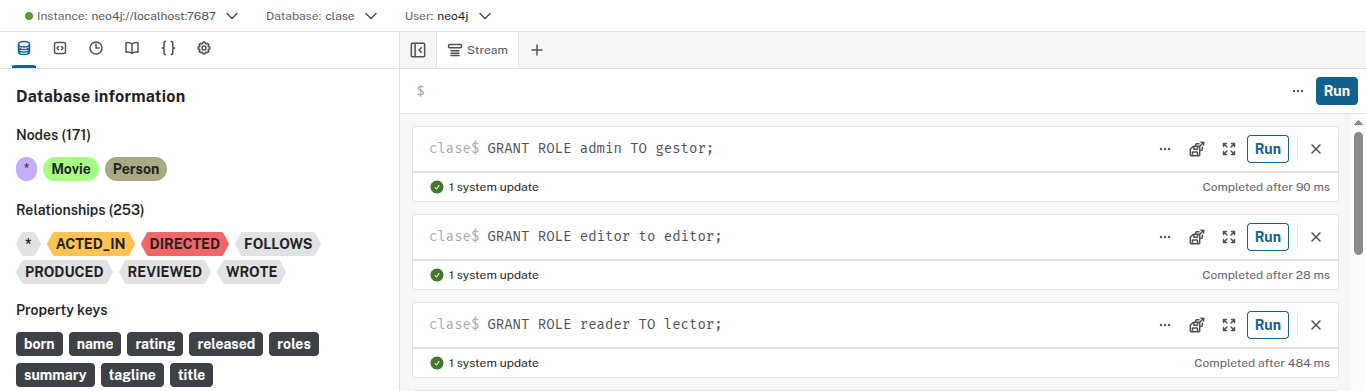 Instance: neo4j://localhost:7687 Database: clase User: neo4j
Stream
Database information
Nodes (171)
* Movie Person
Relationships (253)
* ACTED_IN DIRECTED FOLLOWS
PRODUCED REVIEWED WROTE
Property keys
born name rating released roles
summary tagline title
$ Run
clase$ GRANT ROLE admin TO gestor; Run
1 system update Completed after 90 ms
clase$ GRANT ROLE editor to editor; Run
1 system update Completed after 28 ms
clase$ GRANT ROLE reader TO lector; Run
1 system update Completed after 484 ms